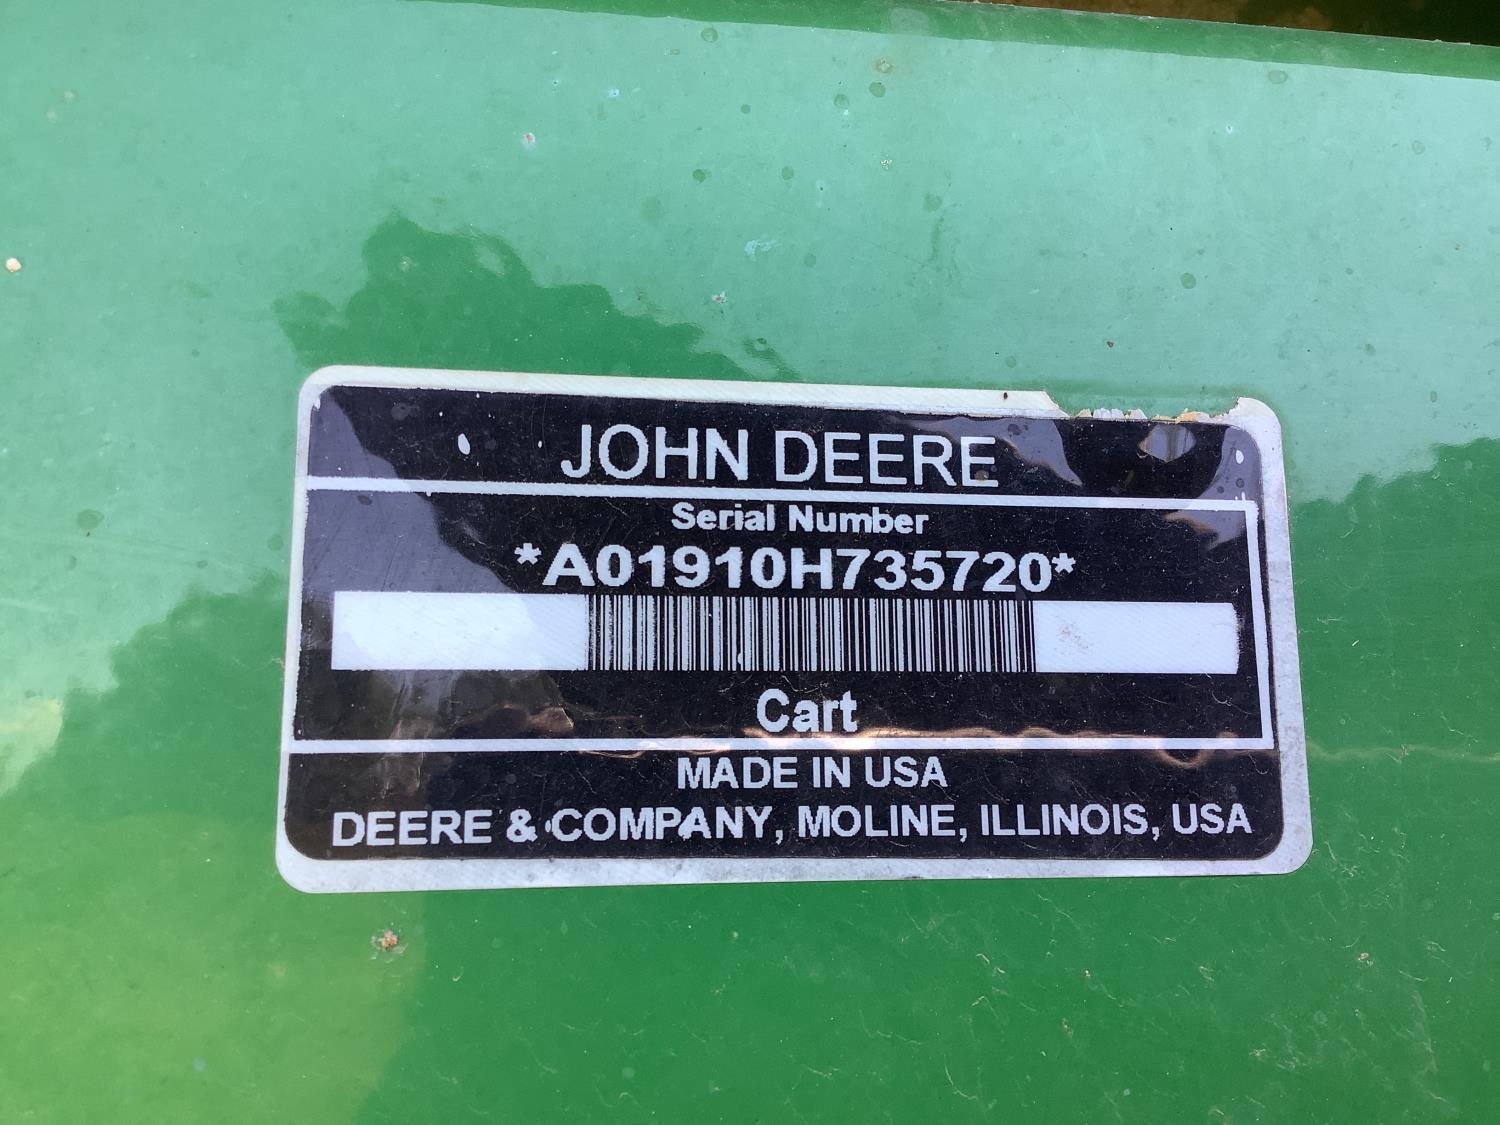 JOHN DEERE
Serial Number
*A01910H735720*
Cart
MADE IN USA
DEERE & COMPANY, MOLINE, ILLINOIS, USA